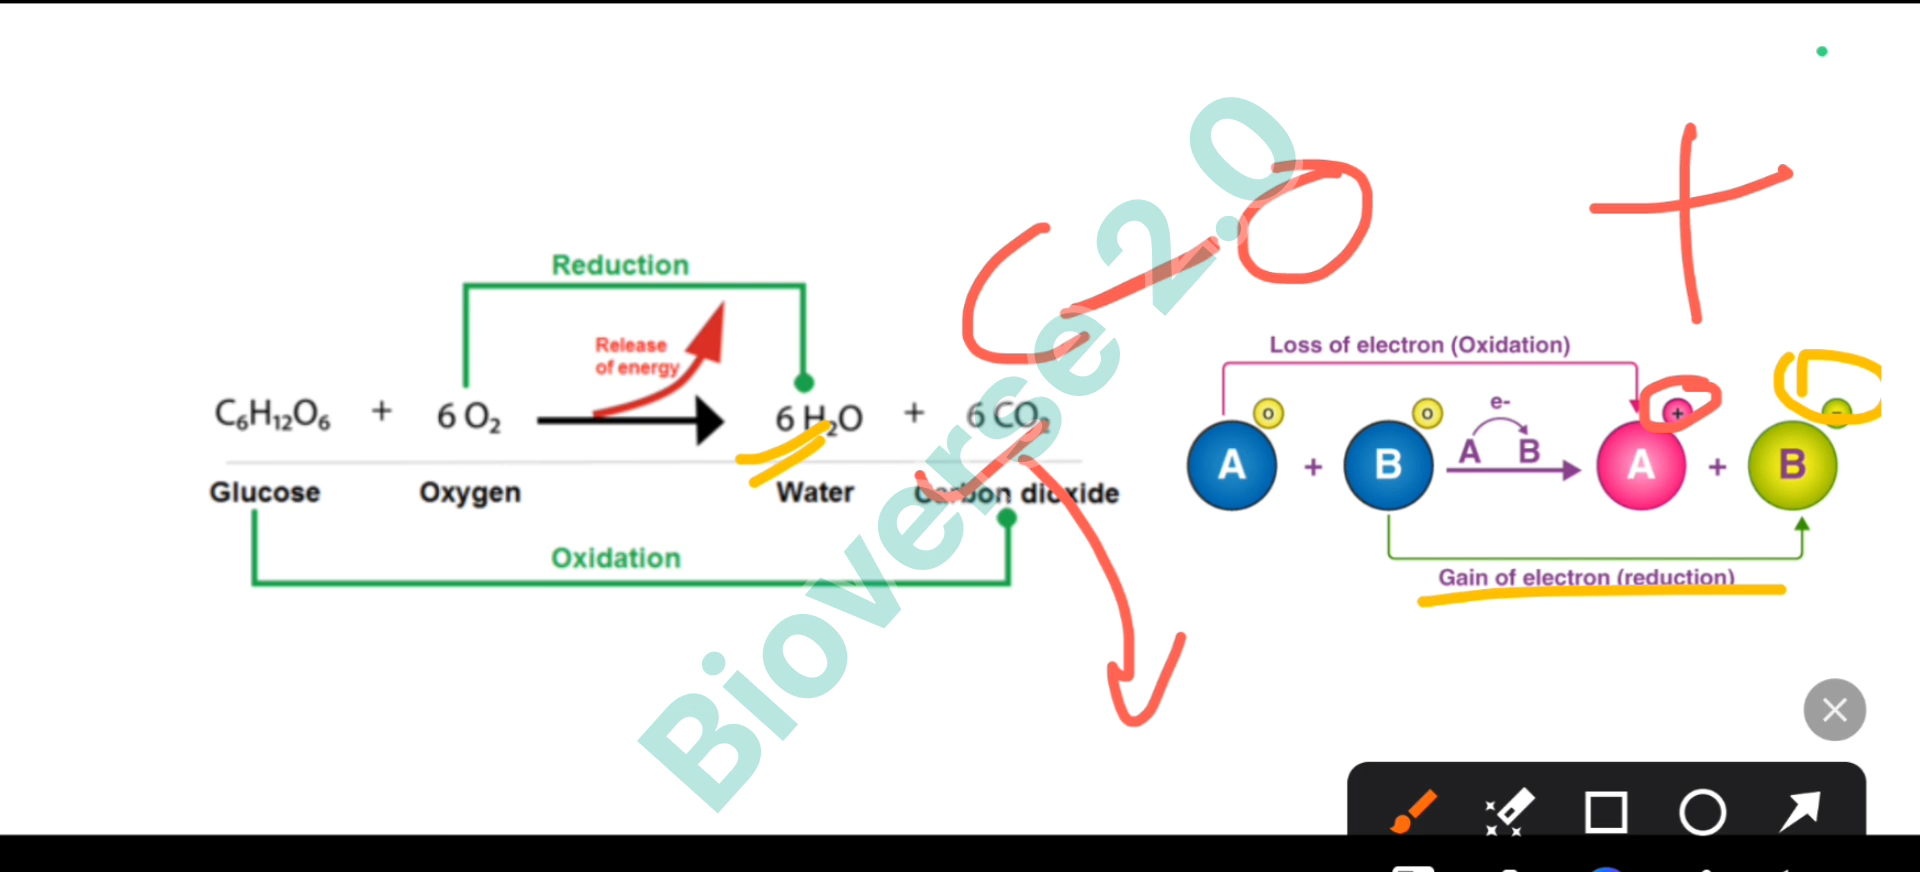 Reduction
Release
of energy
C₆H₁₂O₆ + 6 O₂ 6 H₂O + 6 CO₂
Glucose Oxygen Water Carbon dioxide
Oxidation
C-O +
Loss of electron (Oxidation)
A o + B o e- A B A + + B -
Gain of electron (reduction)
Bioverse 2.0